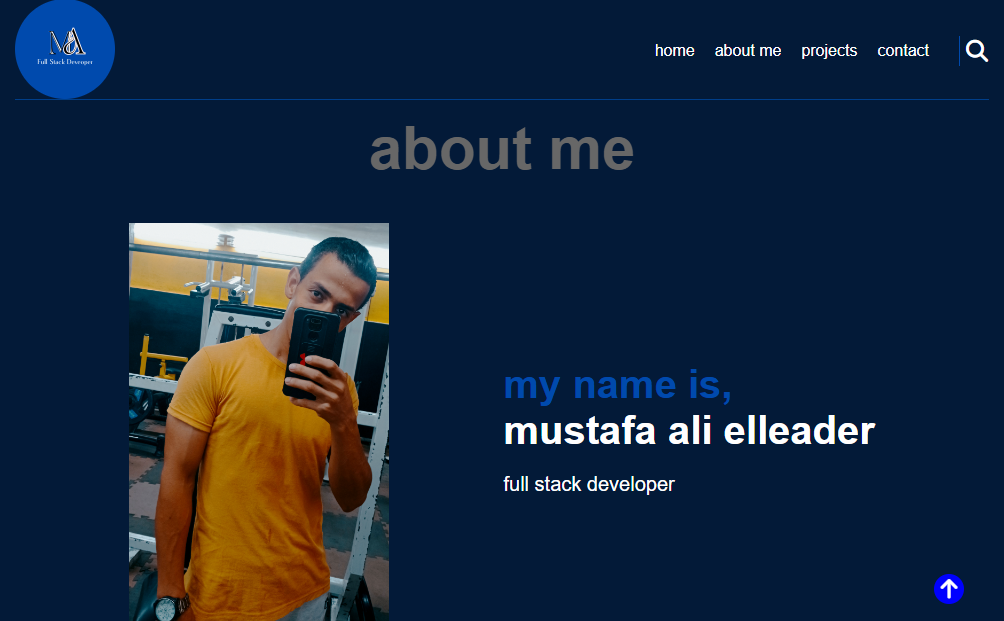 MA
Full Stack Deveoper
home about me projects contact
about me
my name is,
mustafa ali elleader
full stack developer